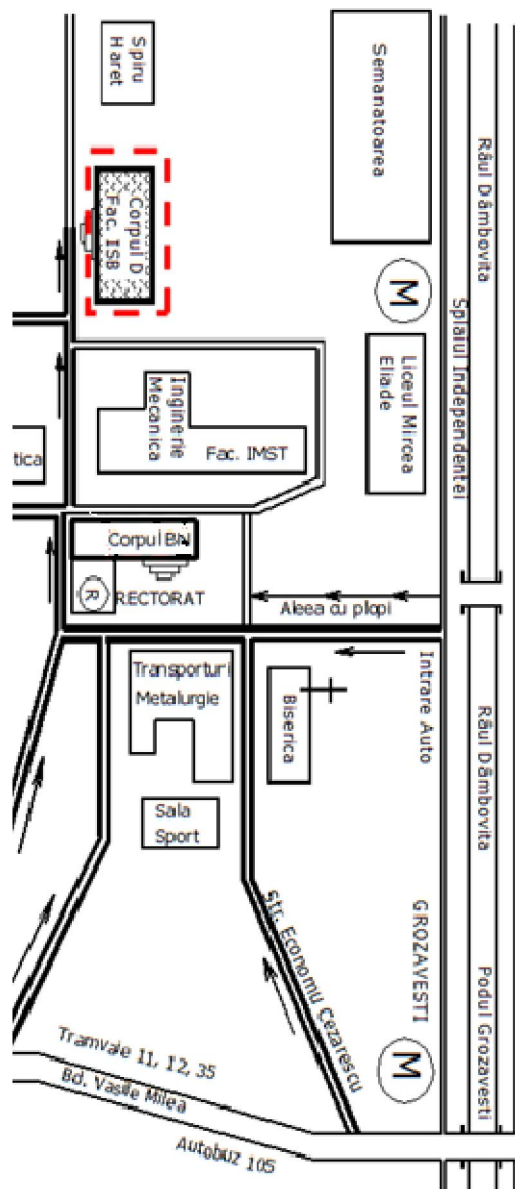 Spiru
Haret
Semanatoarea
Râul Dâmbovita
Corpul D
Fac. ISB
M
Splaiul Independentei
Liceul Mircea
Eliade
Inginerie
Mecanica
Fac. IMST
tica
Corpul BN
R
RECTORAT
Aleea cu plopi
Transporturi
Metalurgie
Biserica
Intrare Auto
Râul Dâmbovita
Sala
Sport
GROZAVESTI
Str. Economu Cezarescu
M
Podul Grozavesti
Tramvaie 11, 12, 35
Bd. Vasile Milea
Autobuz 105